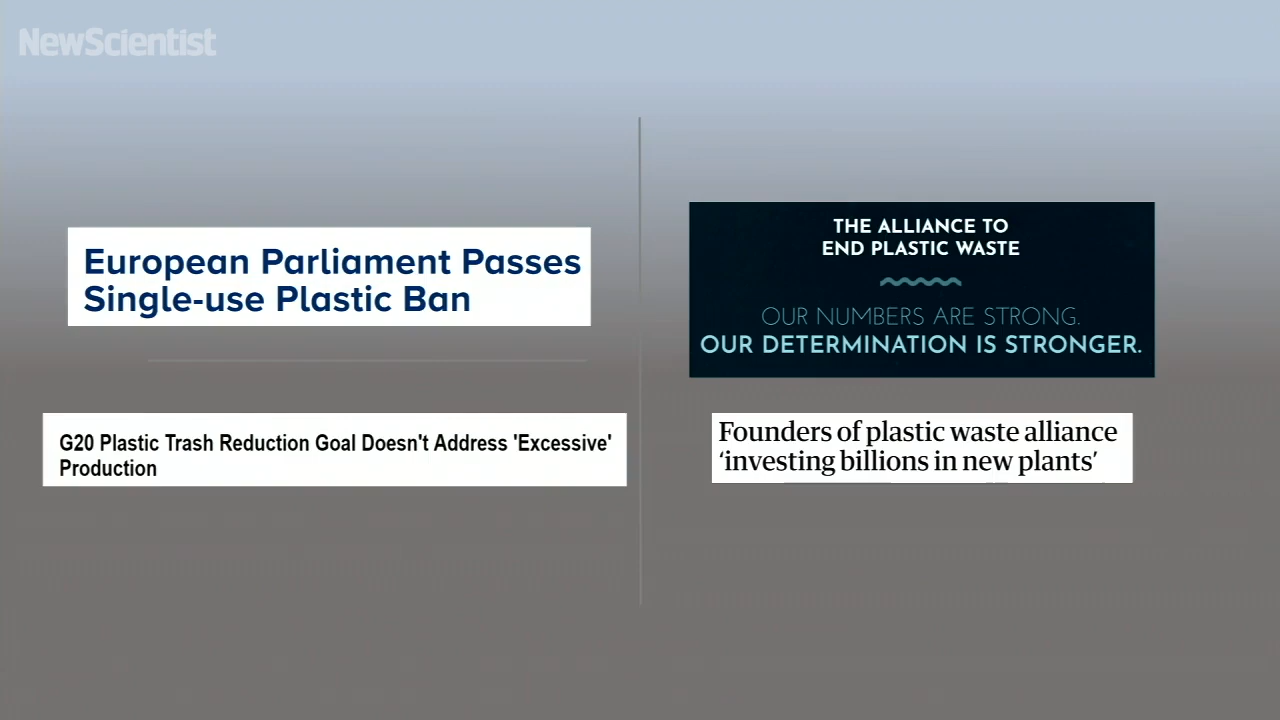 NewScientist
European Parliament Passes
Single-use Plastic Ban
G20 Plastic Trash Reduction Goal Doesn't Address 'Excessive'
Production
THE ALLIANCE TO
END PLASTIC WASTE
OUR NUMBERS ARE STRONG.
OUR DETERMINATION IS STRONGER.
Founders of plastic waste alliance
‘investing billions in new plants’